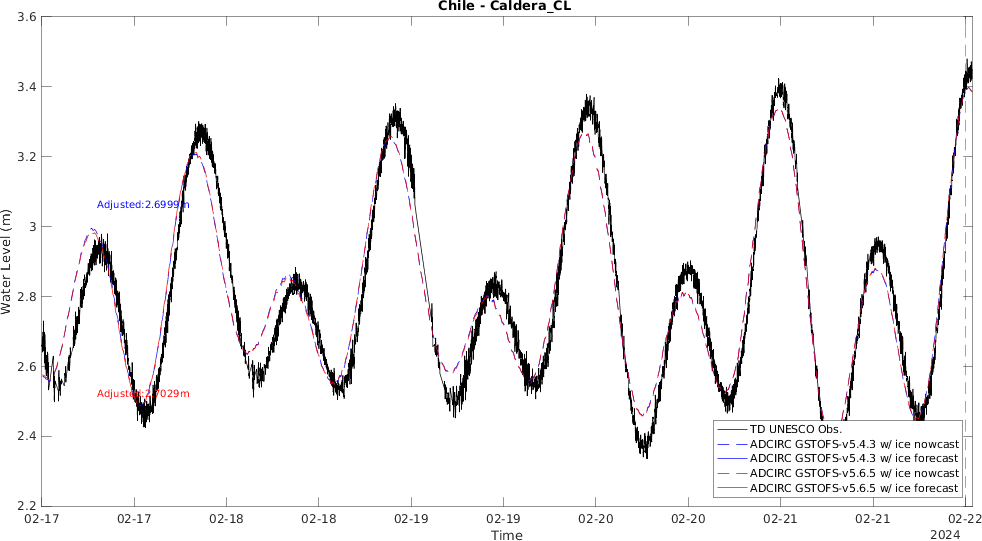 Chile - Caldera_CL
Water Level (m)
3.6
3.4
3.2
3
2.8
2.6
2.4
2.2
Adjusted:2.6999m
Adjusted:2.7029m
TD UNESCO Obs.
ADCIRC GSTOFS-v5.4.3 w/ ice nowcast
ADCIRC GSTOFS-v5.4.3 w/ ice forecast
ADCIRC GSTOFS-v5.6.5 w/ ice nowcast
ADCIRC GSTOFS-v5.6.5 w/ ice forecast
02-17 02-17 02-18 02-18 02-19 02-19 02-20 02-20 02-21 02-21 02-22
2024
Time